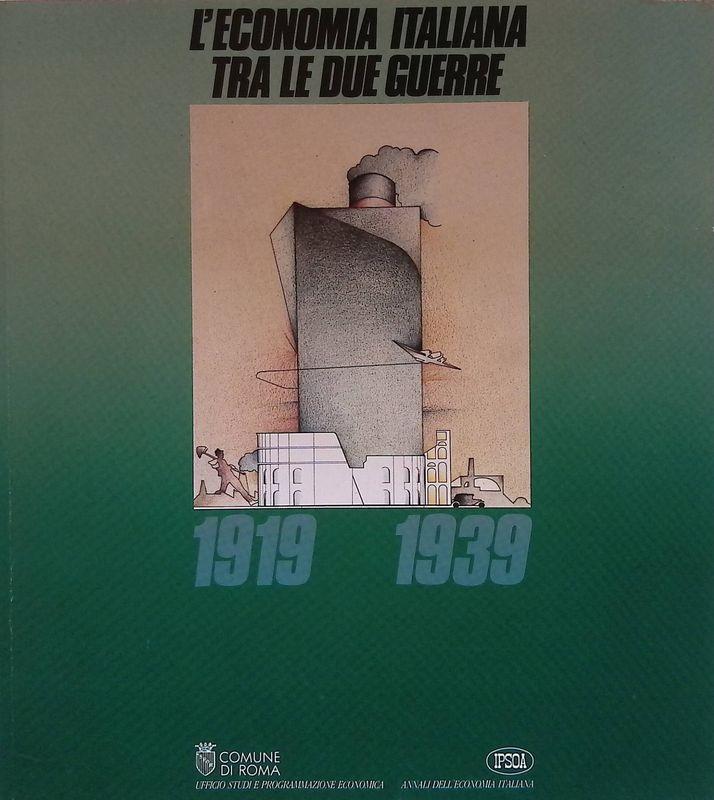 L'ECONOMIA ITALIANA
TRA LE DUE GUERRE
1919 1939
COMUNE
DI ROMA
IPSOA
UFFICIO STUDI E PROGRAMMAZIONE ECONOMICA ANNALI DELL'ECONOMIA ITALIANA